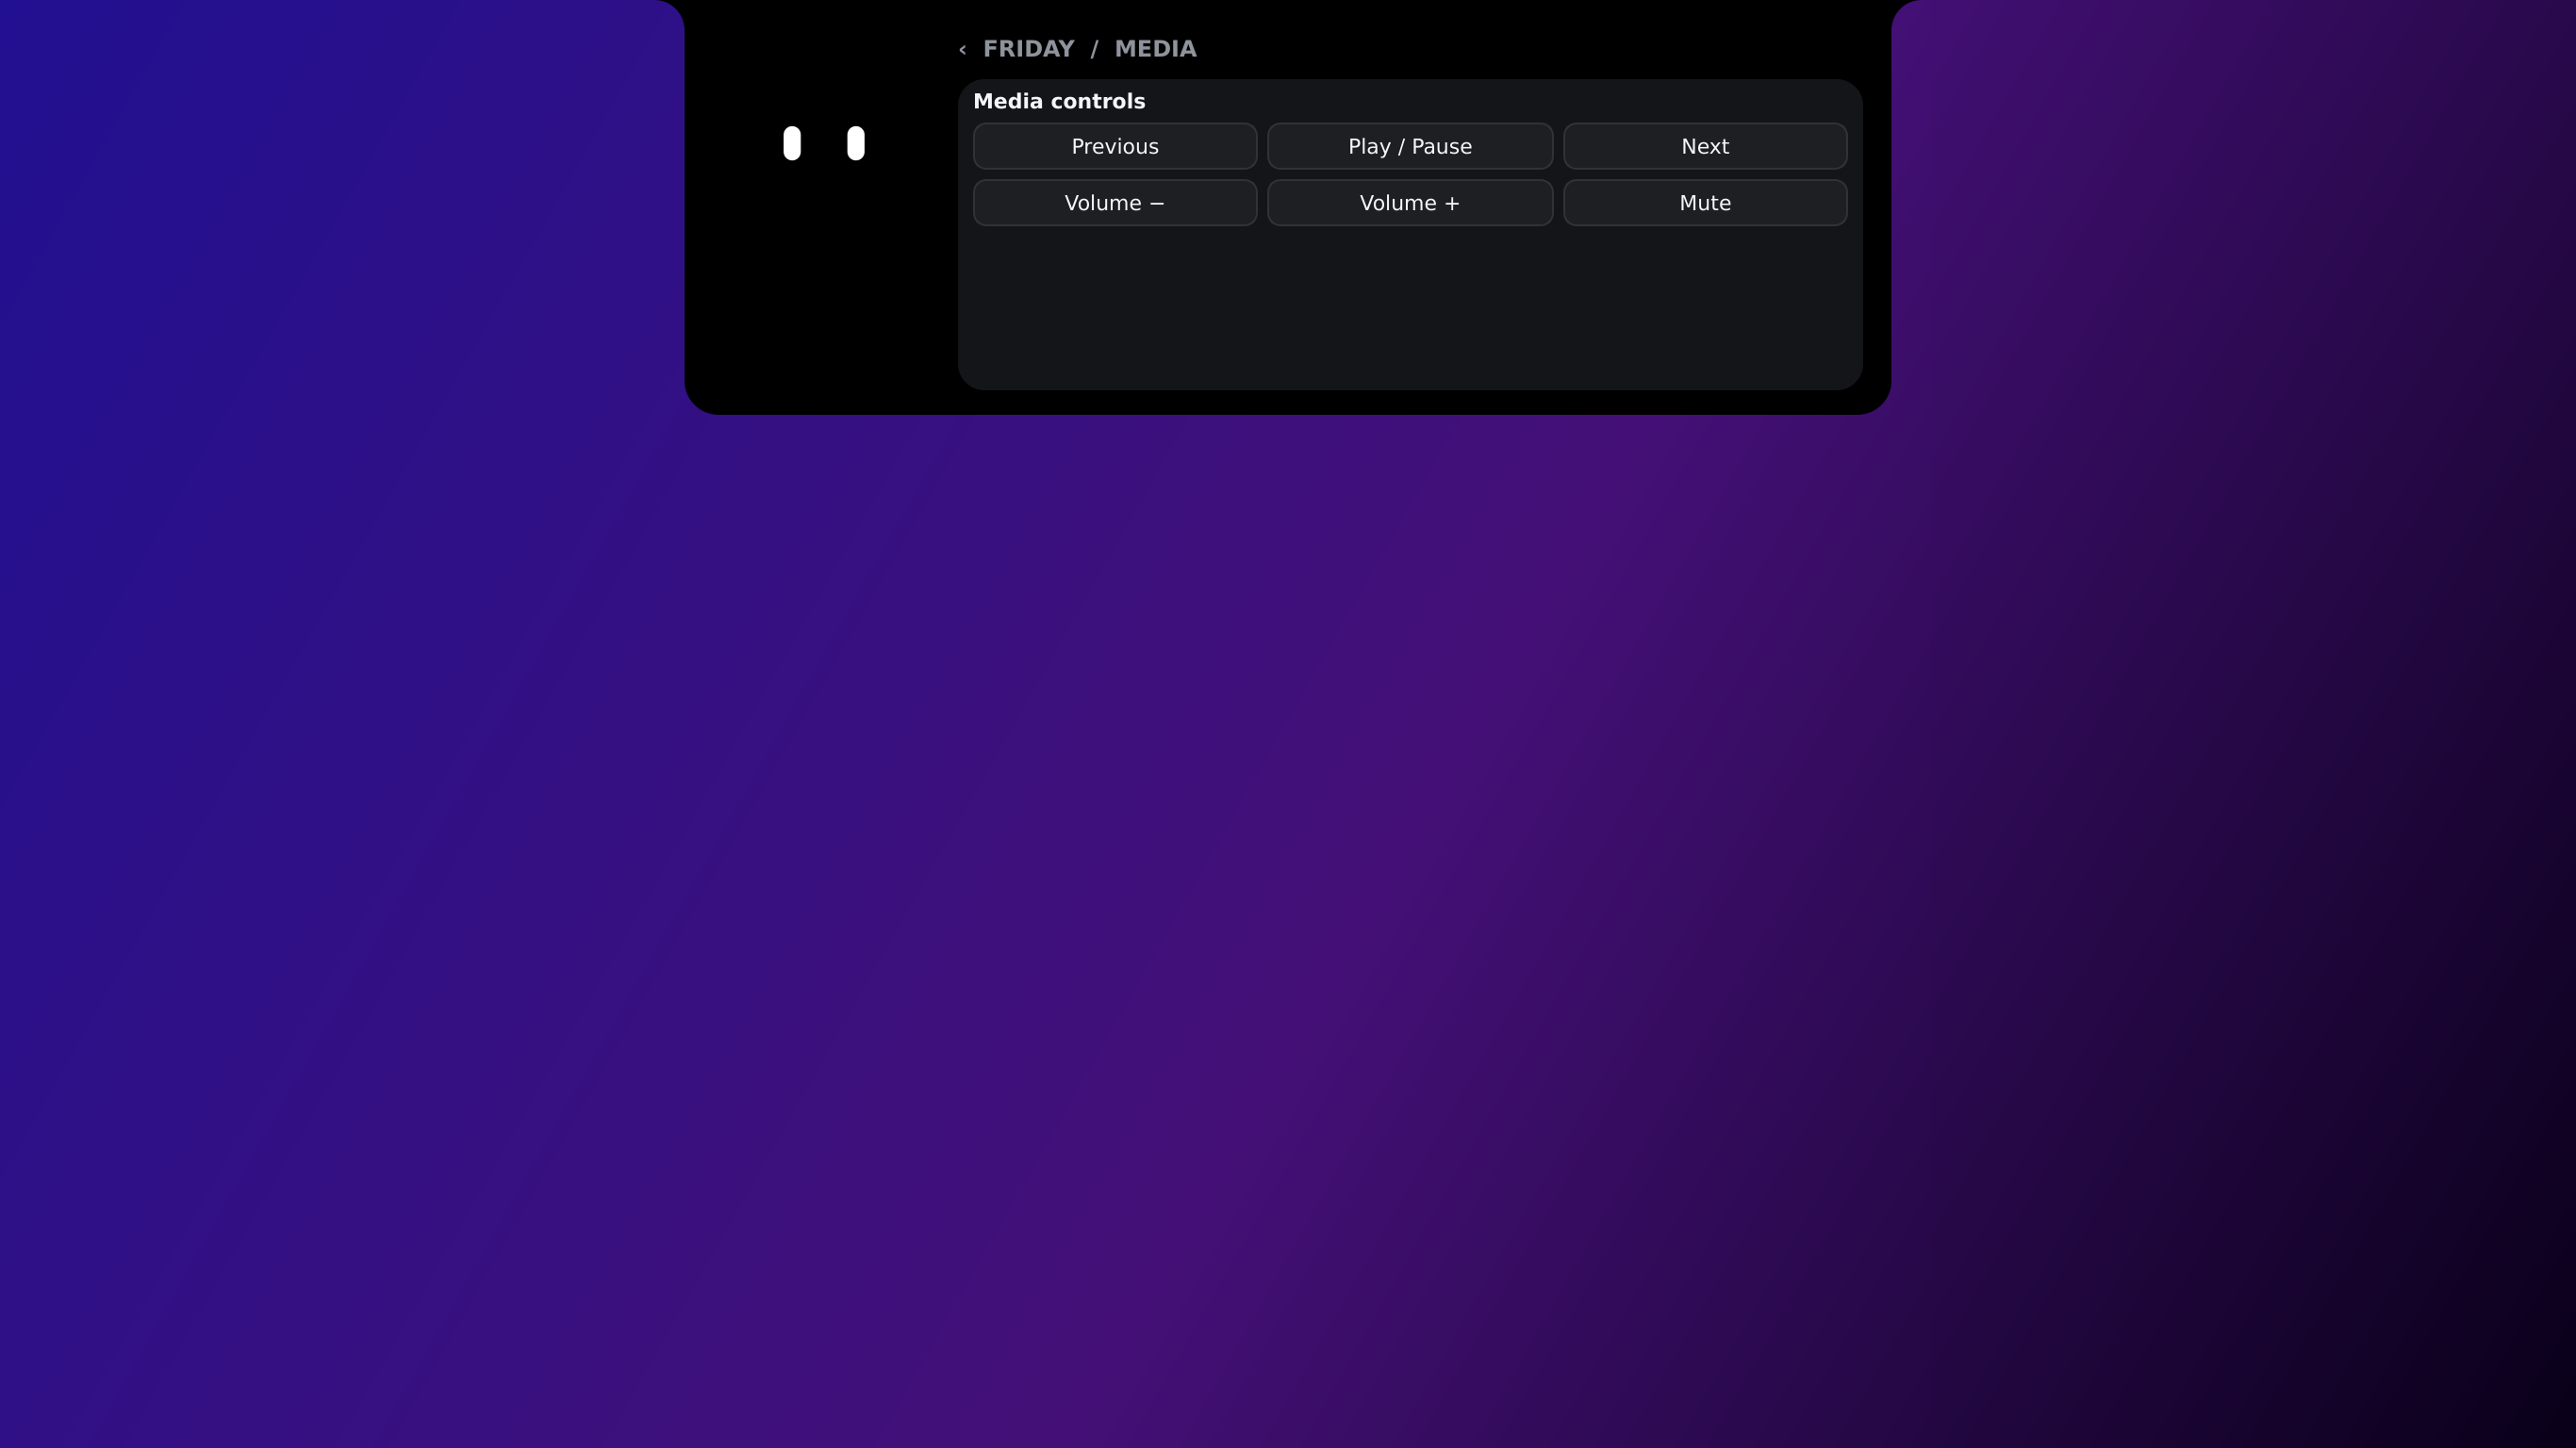 ‹ FRIDAY / MEDIA
Media controls
Previous Play / Pause Next
Volume − Volume + Mute